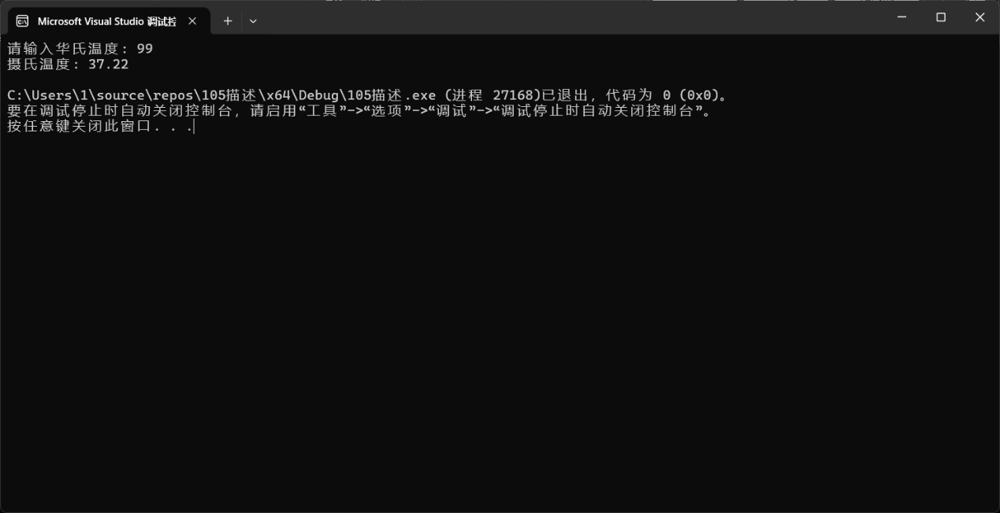 Microsoft Visual Studio 调试控
请输入华氏温度: 99
摄氏温度: 37.22
C:\Users\1\source\repos\105描述\x64\Debug\105描述.exe (进程 27168)已退出，代码为 0 (0x0)。
要在调试停止时自动关闭控制台，请启用“工具”->“选项”->“调试”->“调试停止时自动关闭控制台”。
按任意键关闭此窗口. . .